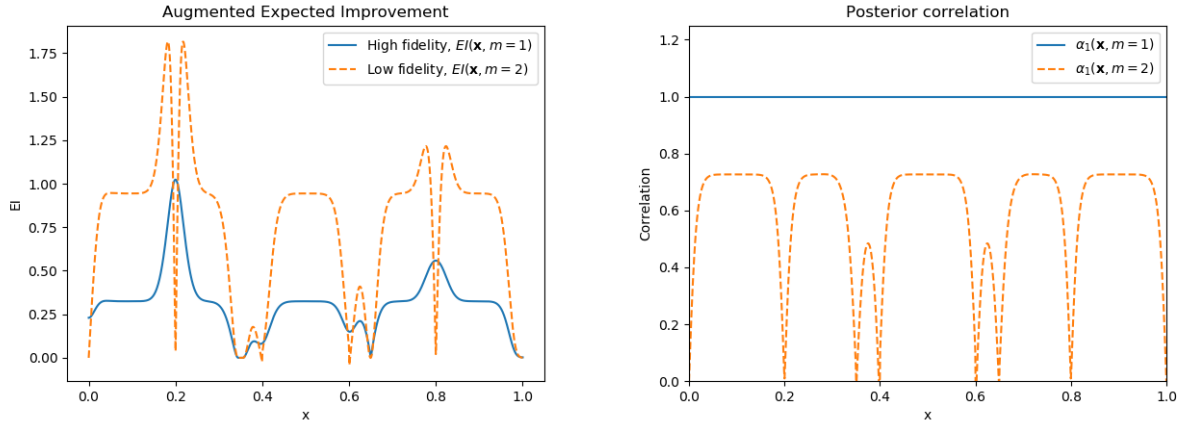 Augmented Expected Improvement
High fidelity, EI(x, m = 1)
Low fidelity, EI(x, m = 2)
1.75
1.50
1.25
1.00
0.75
0.50
0.25
0.00
EI
0.0 0.2 0.4 0.6 0.8 1.0
x
Posterior correlation
α₁(x, m = 1)
α₁(x, m = 2)
1.2
1.0
0.8
0.6
0.4
0.2
0.0
Correlation
0.0 0.2 0.4 0.6 0.8 1.0
x